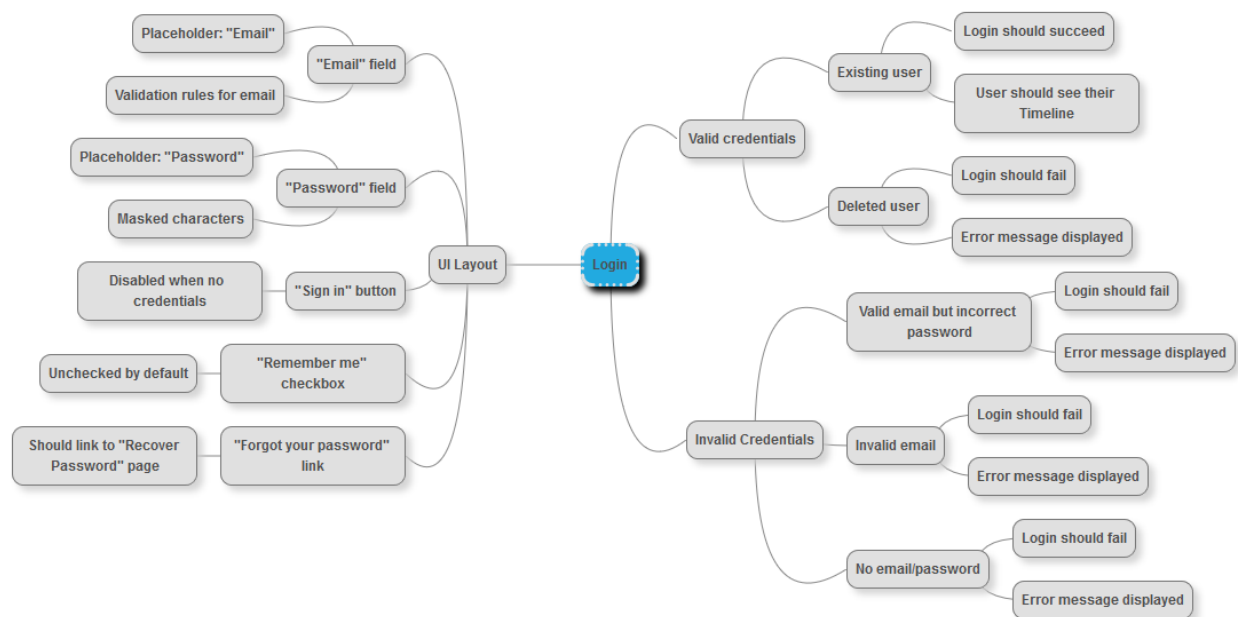 Placeholder: "Email"
"Email" field
Validation rules for email
Placeholder: "Password"
"Password" field
Masked characters
UI Layout
Disabled when no
credentials
"Sign in" button
Unchecked by default
"Remember me"
checkbox
Should link to "Recover
Password" page
"Forgot your password"
link
Login
Valid credentials
Existing user
Login should succeed
User should see their
Timeline
Deleted user
Login should fail
Error message displayed
Invalid Credentials
Valid email but incorrect
password
Login should fail
Error message displayed
Invalid email
Login should fail
Error message displayed
No email/password
Login should fail
Error message displayed